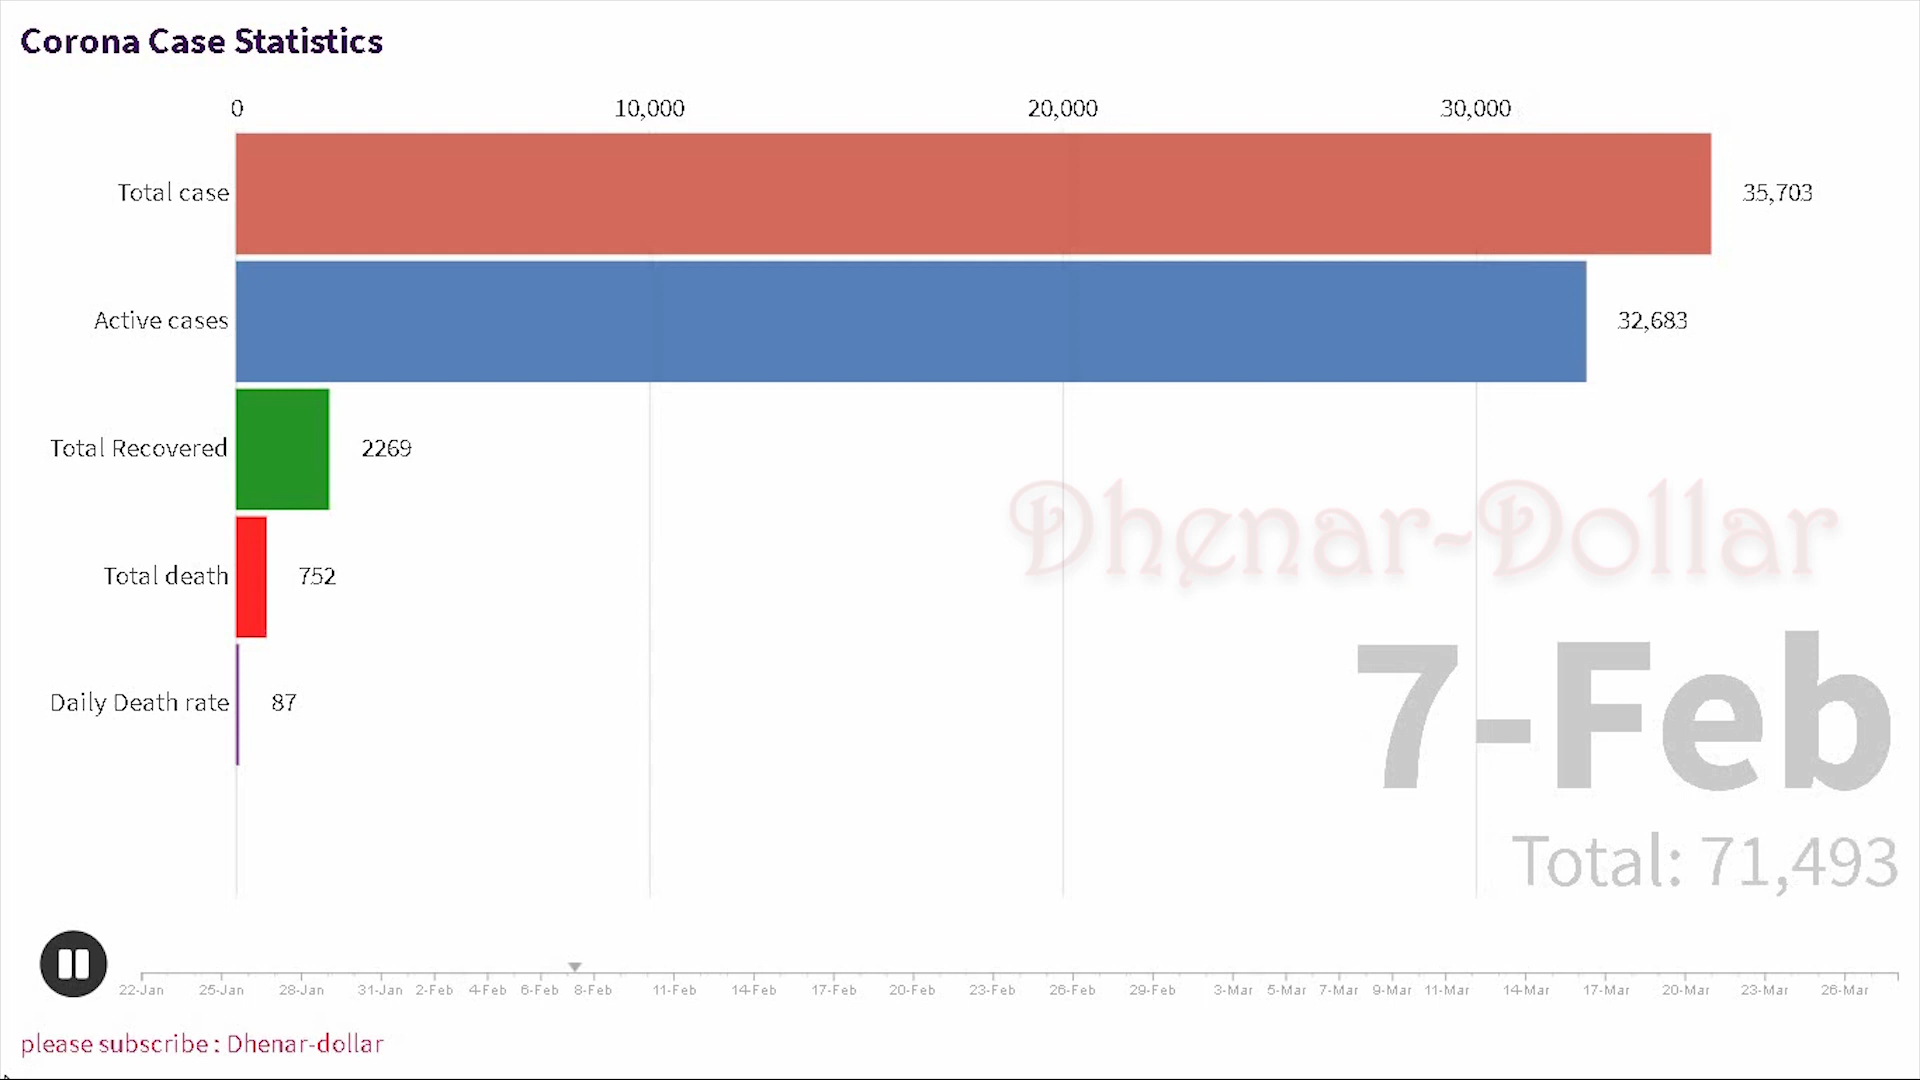 Corona Case Statistics
0 10,000 20,000 30,000
Total case 35,703
Active cases 32,683
Total Recovered 2269
Dhenar-Dollar
Total death 752
Daily Death rate 87
7-Feb
Total: 71,493
22-Jan 25-Jan 28-Jan 31-Jan 2-Feb 4-Feb 6-Feb 8-Feb 11-Feb 14-Feb 17-Feb 20-Feb 23-Feb 26-Feb 29-Feb 3-Mar 5-Mar 7-Mar 9-Mar 11-Mar 14-Mar 17-Mar 20-Mar 23-Mar 26-Mar
please subscribe : Dhenar-dollar